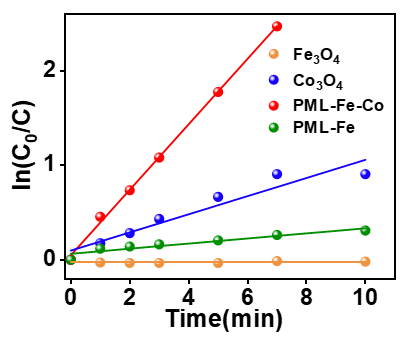 ln(C₀/C)
2
1
0
Fe₃O₄
Co₃O₄
PML-Fe-Co
PML-Fe
0 2 4 6 8 10
Time(min)